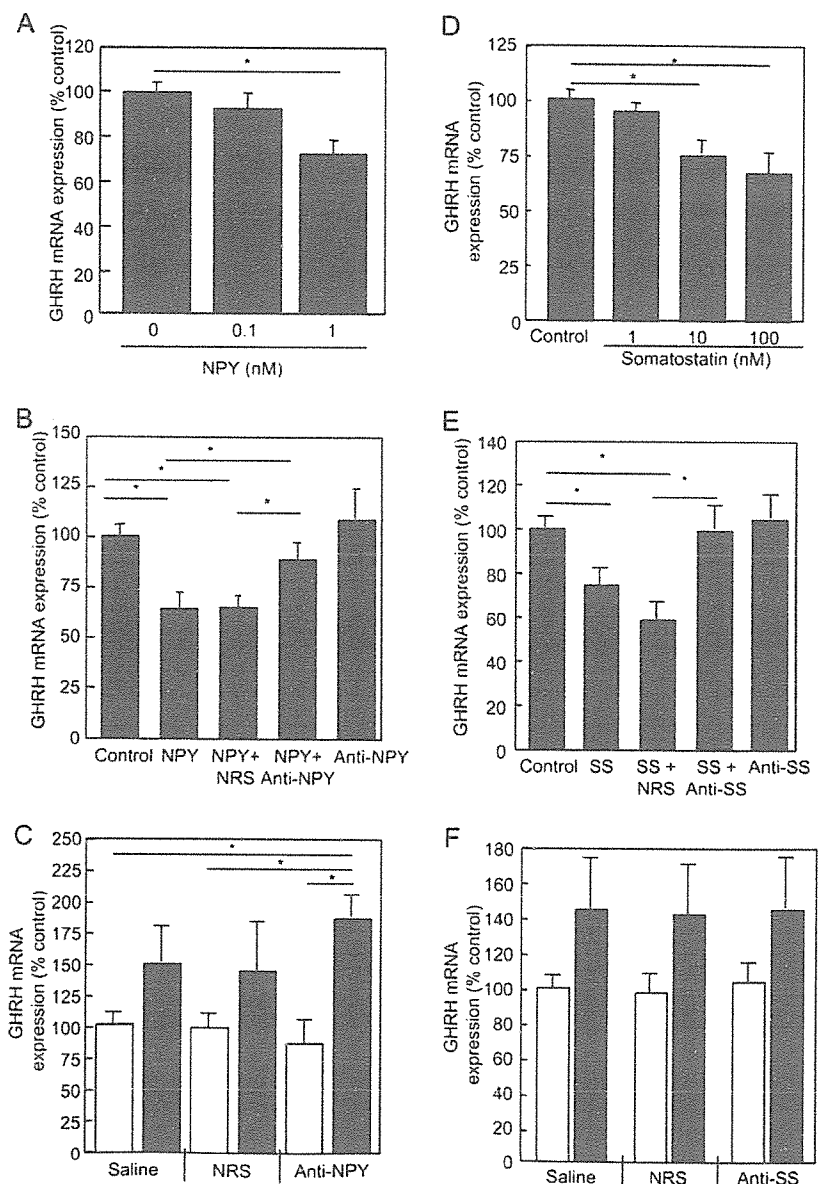 A
GHRH mRNA expression (% control)
120
100
80
60
40
20
0
*
0 0.1 1
NPY (nM)
D
GHRH mRNA
expression (% control)
125
100
75
50
25
0
*
*
Control 1 10 100
Somatostatin (nM)
B
GHRH mRNA expression (% control)
150
125
100
75
50
25
0
*
*
*
*
Control NPY NPY+ NPY+ Anti-NPY
NRS Anti-NPY
E
GHRH mRNA expression (% control)
140
120
100
80
60
40
20
0
*
*
*
Control SS SS + SS + Anti-SS
NRS Anti-SS
C
GHRH mRNA
expression (% control)
250
225
200
175
150
125
100
75
50
25
0
*
*
*
Saline NRS Anti-NPY
F
GHRH mRNA
expression (% control)
180
160
140
120
100
80
60
40
20
0
Saline NRS Anti-SS